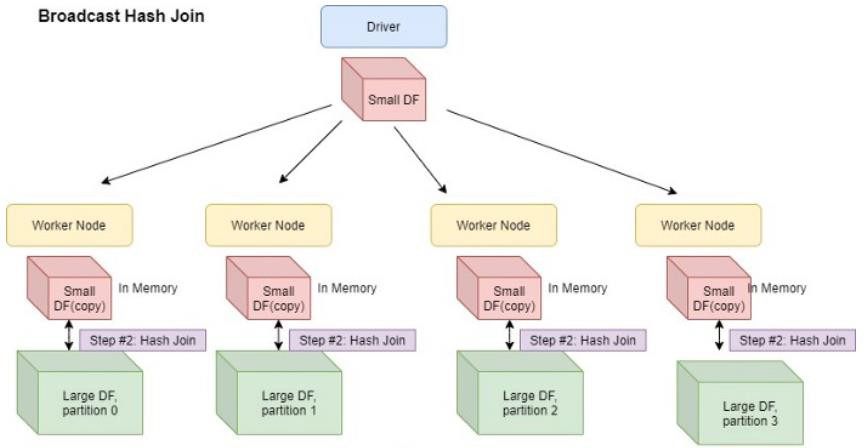 Broadcast Hash Join
Driver
Small DF
Worker Node
Worker Node
Worker Node
Worker Node
Small
DF(copy)
In Memory
Small
DF(copy)
In Memory
Small
DF(copy)
In Memory
Small
DF(copy)
In Memory
Step #2: Hash Join
Step #2: Hash Join
Step #2: Hash Join
Step #2: Hash Join
Large DF,
partition 0
Large DF,
partition 1
Large DF,
partition 2
Large DF,
partition 3